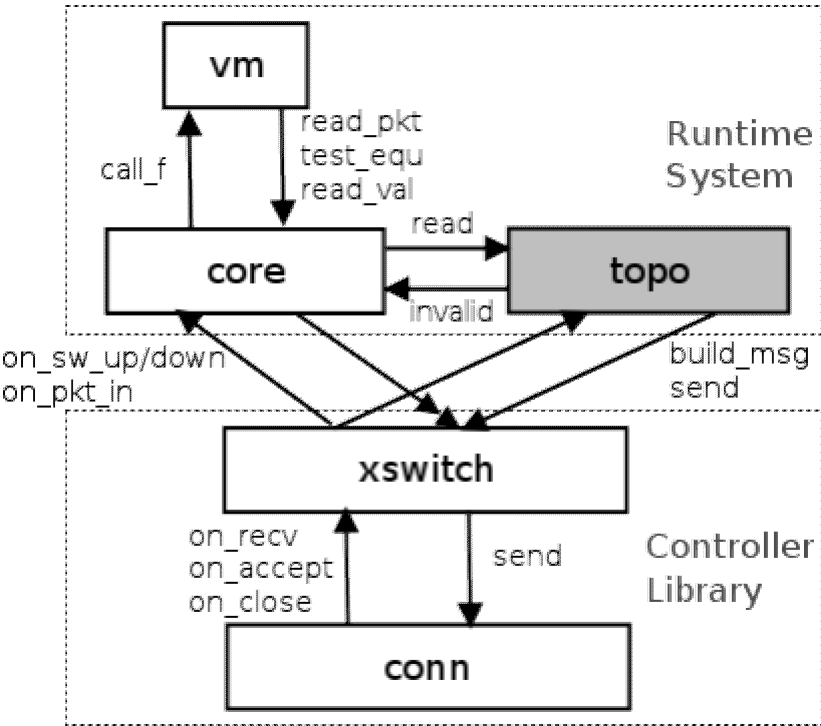 vm
read_pkt
test_equ
read_val
call_f
Runtime
System
read
core
topo
invalid
on_sw_up/down
on_pkt_in
build_msg
send
xswitch
on_recv
on_accept
on_close
send
Controller
Library
conn